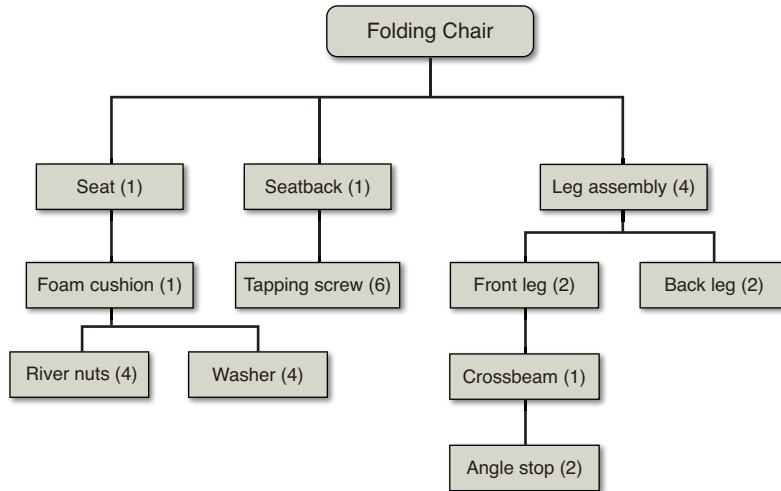 Folding Chair
Seat (1)
Seatback (1)
Leg assembly (4)
Foam cushion (1)
Tapping screw (6)
Front leg (2)
Back leg (2)
River nuts (4)
Washer (4)
Crossbeam (1)
Angle stop (2)